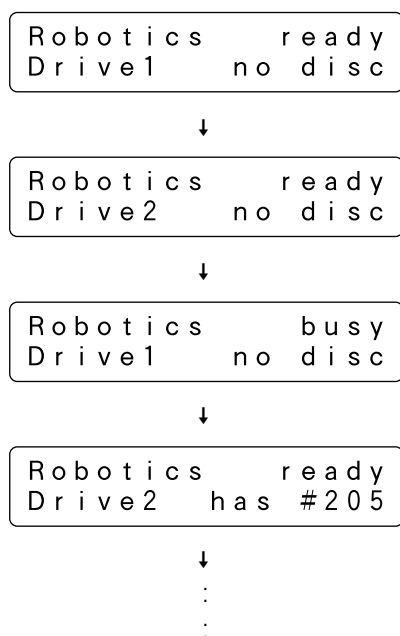 Robotics ready
Drive1 no disc
↓
Robotics ready
Drive2 no disc
↓
Robotics busy
Drive1 no disc
↓
Robotics ready
Drive2 has #205
↓
:
: